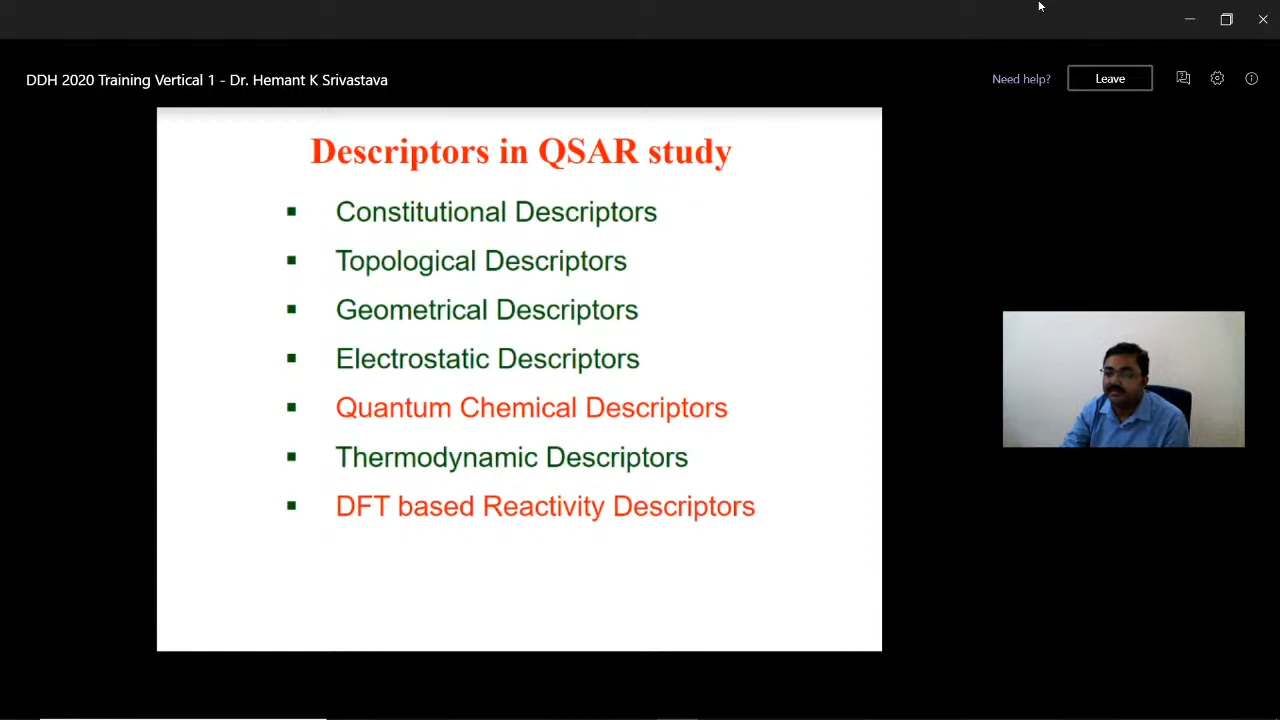 DDH 2020 Training Vertical 1 - Dr. Hemant K Srivastava
Need help?
Leave
Descriptors in QSAR study
▪ Constitutional Descriptors
▪ Topological Descriptors
▪ Geometrical Descriptors
▪ Electrostatic Descriptors
▪ Quantum Chemical Descriptors
▪ Thermodynamic Descriptors
▪ DFT based Reactivity Descriptors